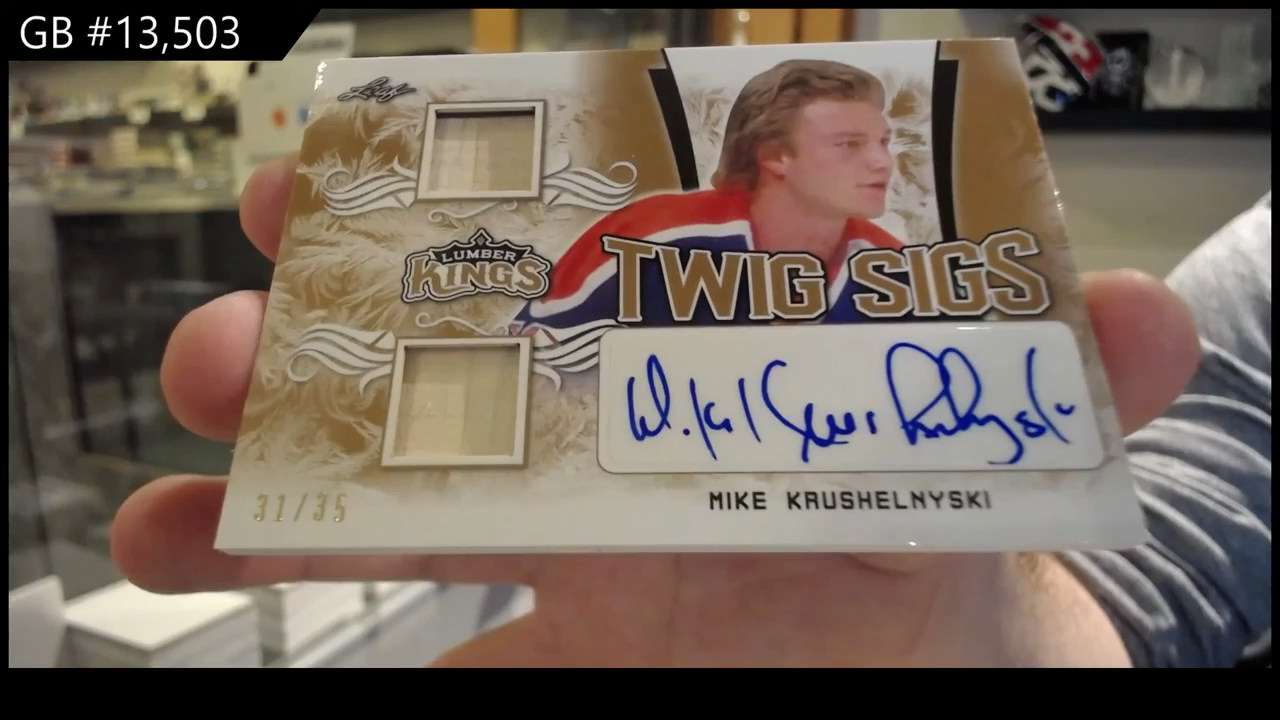 GB #13,503
Leaf
LUMBER
KINGS
TWIG SIGS
31/35
MIKE KRUSHELNYSKI